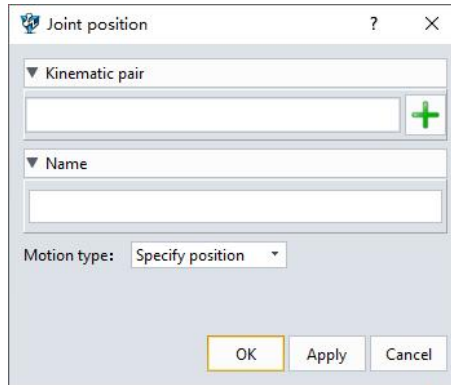 Joint position
Kinematic pair
Name
Motion type: Specify position
OK Apply Cancel